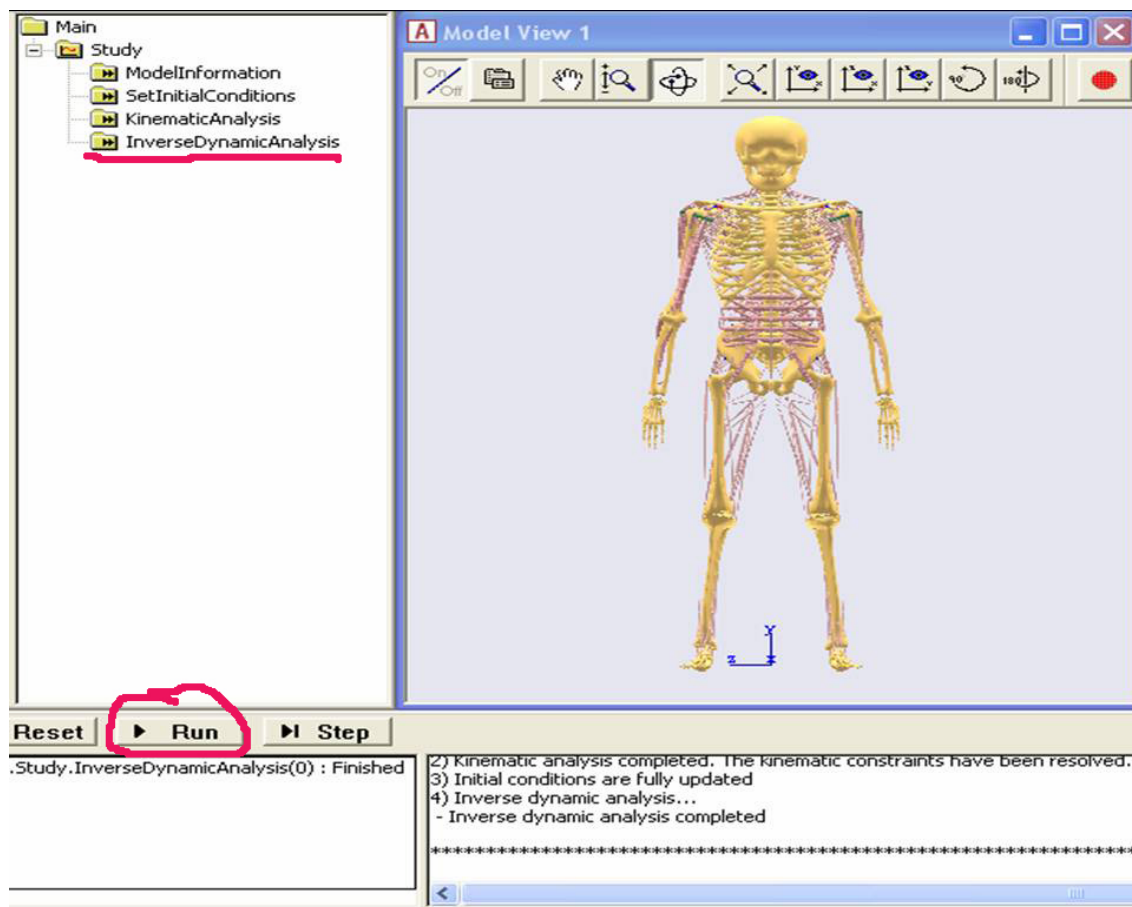 Main
Study
ModelInformation
SetInitialConditions
KinematicAnalysis
InverseDynamicAnalysis
A Model View 1
On/Off
90°
180°
Y
Z
Reset
Run
Step
.Study.InverseDynamicAnalysis(0) : Finished
2) Kinematic analysis completed. The kinematic constraints have been resolved.
3) Initial conditions are fully updated
4) Inverse dynamic analysis...
- Inverse dynamic analysis completed